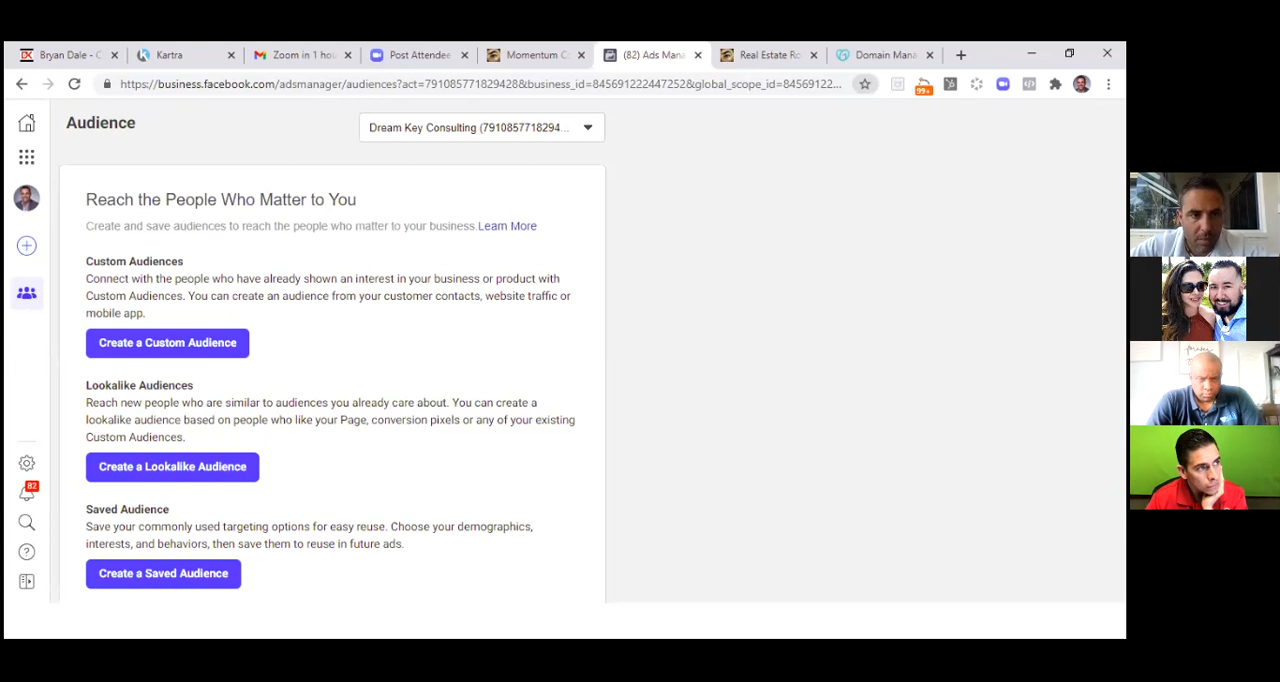 Bryan Dale - C
Kartra
Zoom in 1 hou
Post Attendee
Momentum C
(82) Ads Mana
Real Estate Ro
Domain Mana
https://business.facebook.com/adsmanager/audiences?act=791085771829428&business_id=845691222447252&global_scope_id=84569122...
99+
Audience
Dream Key Consulting (7910857718294...
Reach the People Who Matter to You
Create and save audiences to reach the people who matter to your business.Learn More
Custom Audiences
Connect with the people who have already shown an interest in your business or product with
Custom Audiences. You can create an audience from your customer contacts, website traffic or
mobile app.
Create a Custom Audience
Lookalike Audiences
Reach new people who are similar to audiences you already care about. You can create a
lookalike audience based on people who like your Page, conversion pixels or any of your existing
Custom Audiences.
Create a Lookalike Audience
Saved Audience
82
Save your commonly used targeting options for easy reuse. Choose your demographics,
interests, and behaviors, then save them to reuse in future ads.
Create a Saved Audience